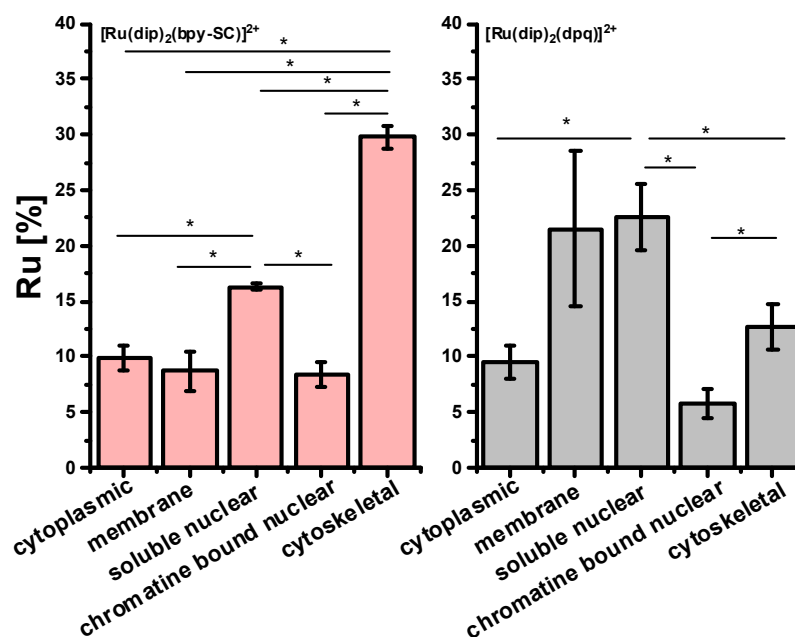 [Ru(dip)₂(bpy-SC)]²⁺
*
*
*
*
*
*
*
Ru [%]
40
35
30
25
20
15
10
5
0
cytoplasmic
membrane
soluble nuclear
chromatine bound nuclear
cytoskeletal
[Ru(dip)₂(dpq)]²⁺
*
*
*
*
40
35
30
25
20
15
10
5
0
cytoplasmic
membrane
soluble nuclear
chromatine bound nuclear
cytoskeletal